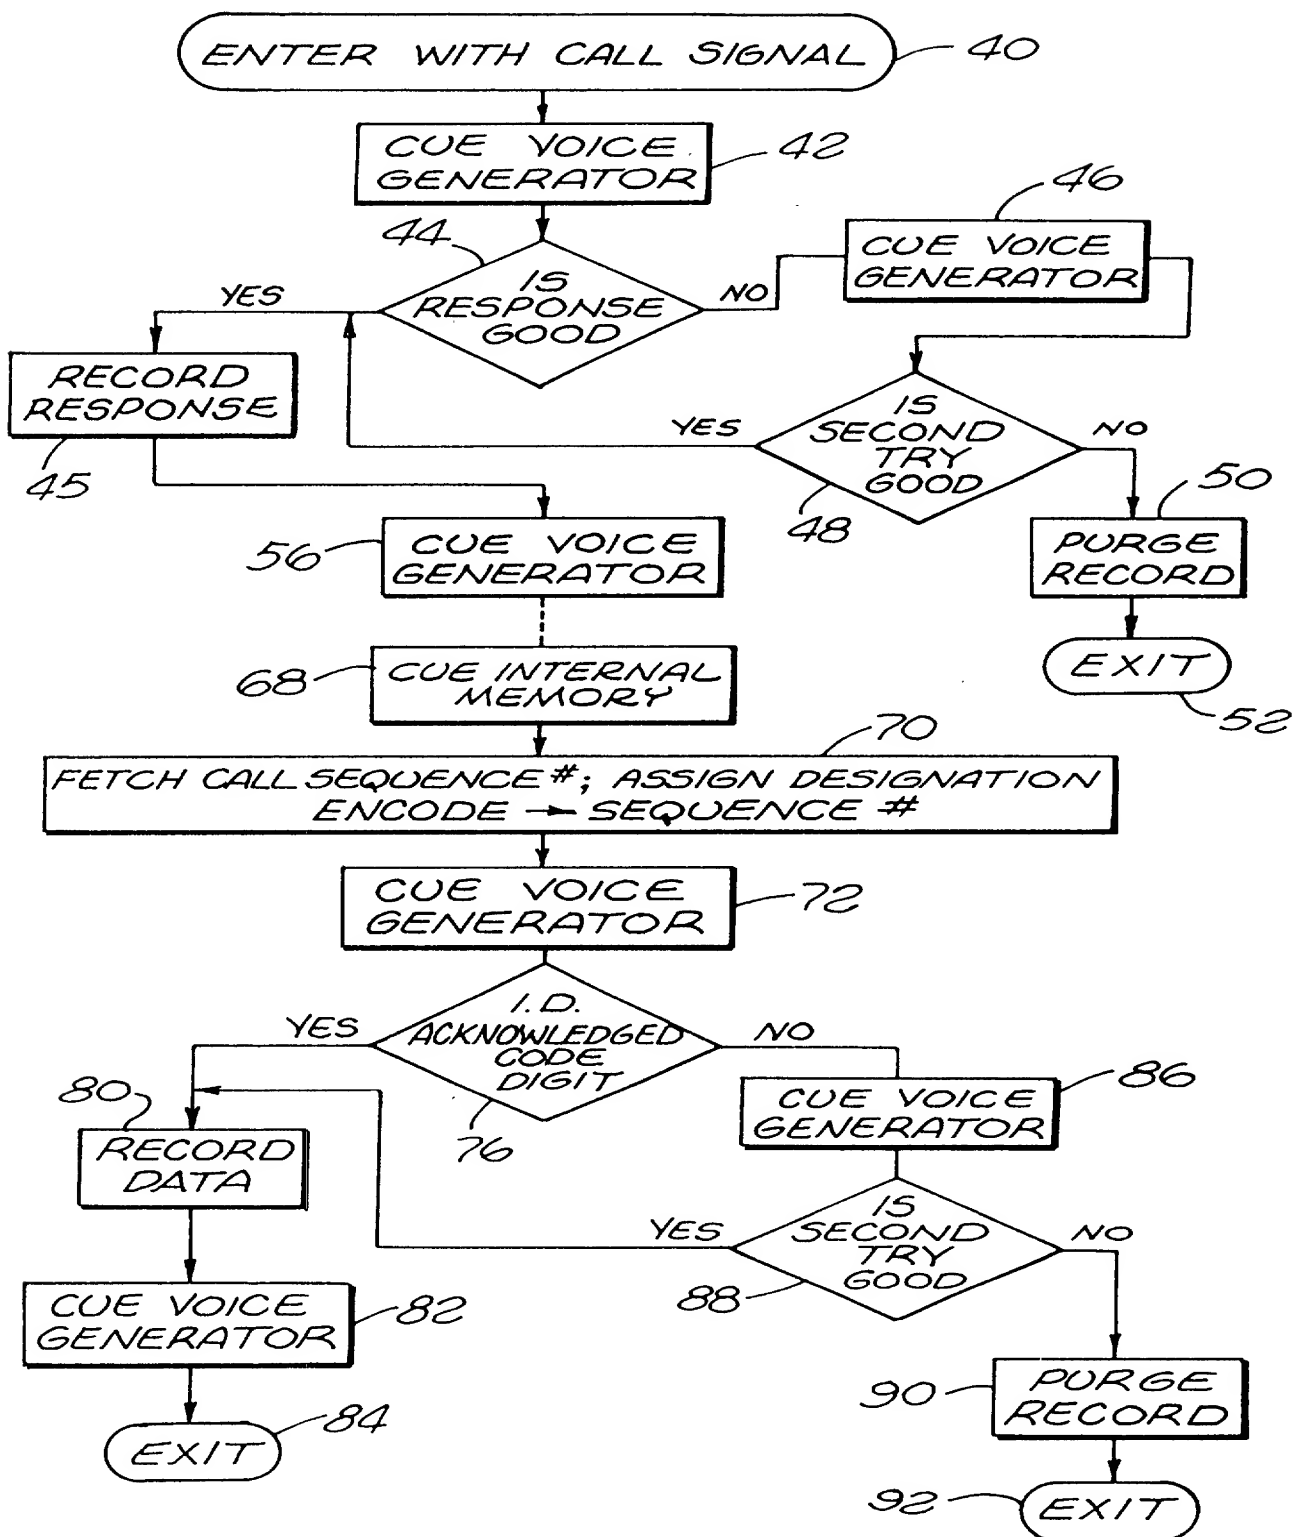 ENTER WITH CALL SIGNAL
40
CUE VOICE
GENERATOR
42
44
IS
RESPONSE
GOOD
YES
NO
46
CUE VOICE
GENERATOR
RECORD
RESPONSE
45
IS
SECOND
TRY
GOOD
YES
NO
48
50
PURGE
RECORD
EXIT
52
56
CUE VOICE
GENERATOR
68
CUE INTERNAL
MEMORY
70
FETCH CALL SEQUENCE #; ASSIGN DESIGNATION
ENCODE → SEQUENCE #
CUE VOICE
GENERATOR
72
I.D.
ACKNOWLEDGED
CODE
DIGIT
YES
NO
76
80
RECORD
DATA
86
CUE VOICE
GENERATOR
IS
SECOND
TRY
GOOD
YES
NO
88
CUE VOICE
GENERATOR
82
EXIT
84
90
PURGE
RECORD
92
EXIT